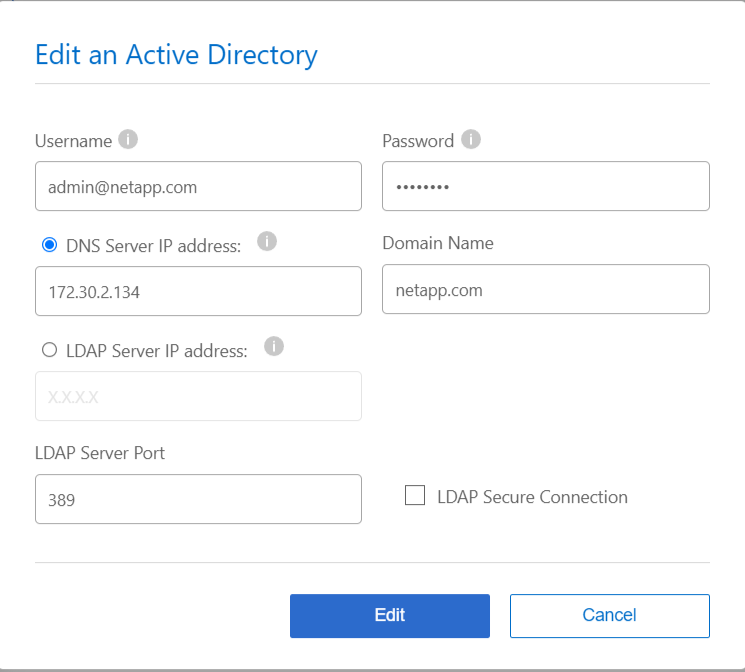 Edit an Active Directory
Username i
Password i
admin@netapp.com
••••••••
DNS Server IP address: i
Domain Name
172.30.2.134
netapp.com
LDAP Server IP address: i
X.X.X.X
LDAP Server Port
389
LDAP Secure Connection
Edit
Cancel